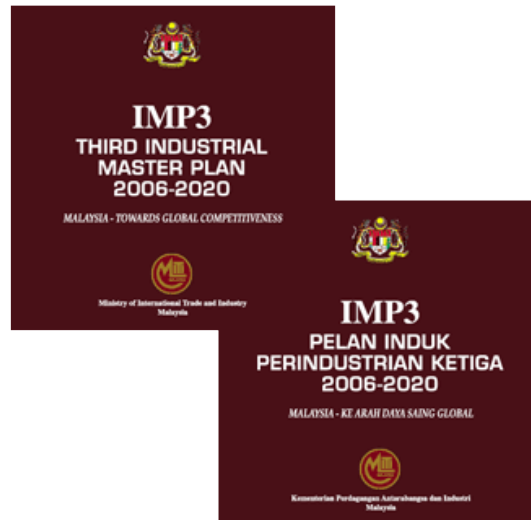 IMP3
THIRD INDUSTRIAL
MASTER PLAN
2006-2020
MALAYSIA - TOWARDS GLOBAL COMPETITIVENESS
Ministry of International Trade and Industry
Malaysia
IMP3
PELAN INDUK
PERINDUSTRIAN KETIGA
2006-2020
MALAYSIA - KE ARAH DAYA SAING GLOBAL
Kementerian Perdagangan Antarabangsa dan Industri
Malaysia